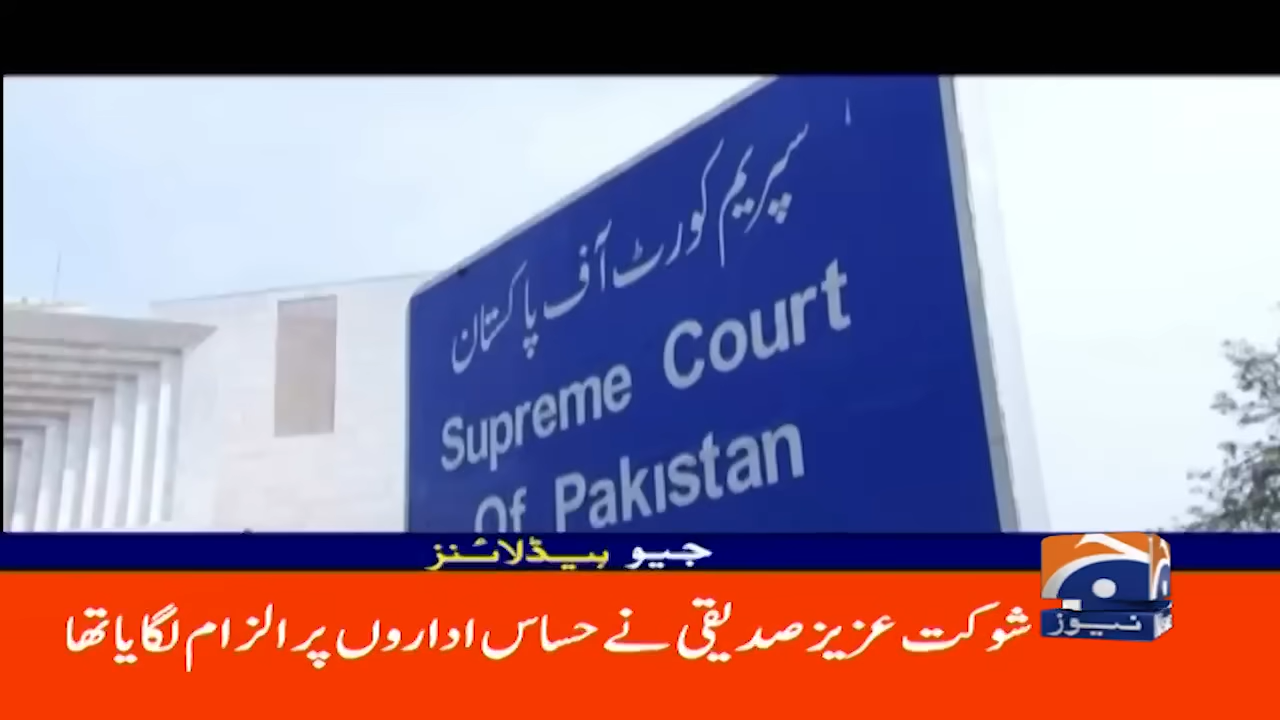 سپریم کورٹ آف پاکستان
Supreme Court
Of Pakistan
جیو ہیڈلائنز
شوکت عزیز صدیقی نے حساس اداروں پر الزام لگایا تھا
نیوز